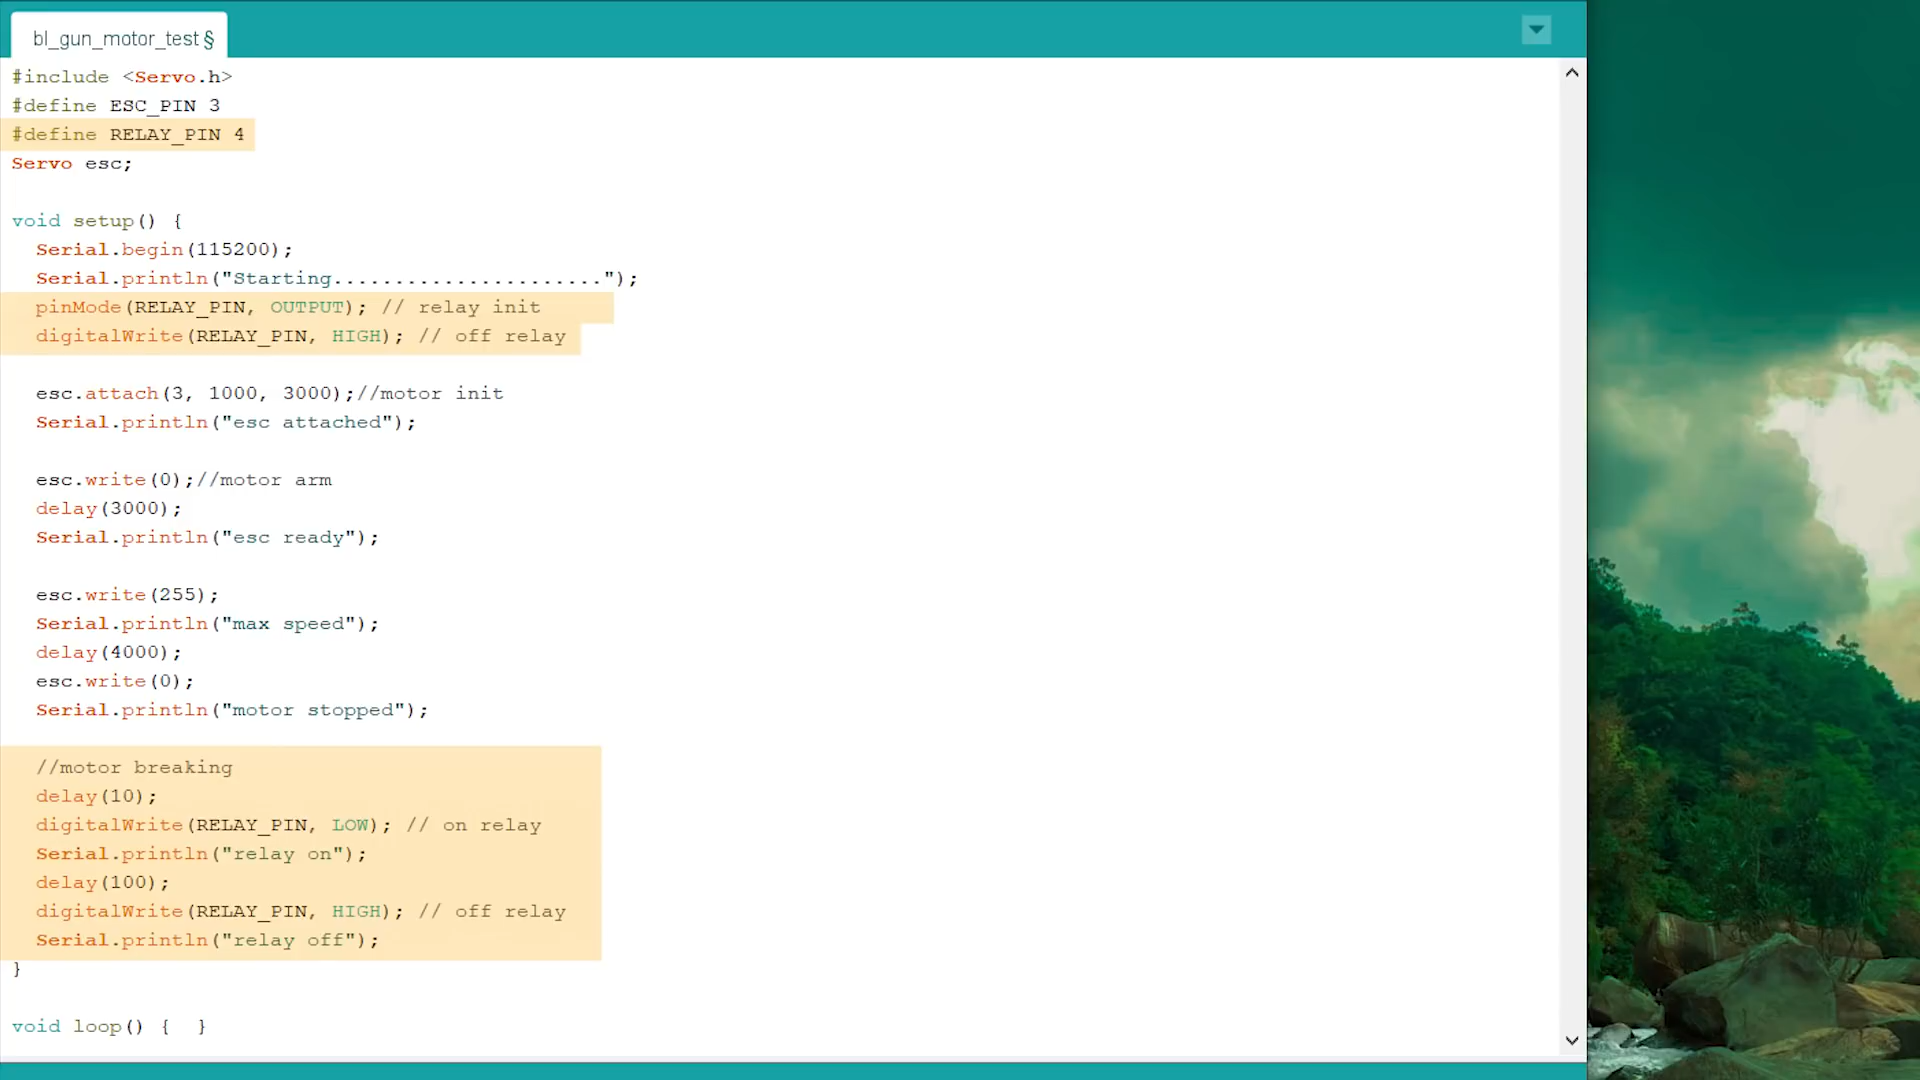 bl_gun_motor_test §
#include <Servo.h>
#define ESC_PIN 3
#define RELAY_PIN 4
Servo esc;
void setup() {
Serial.begin(115200);
Serial.println("Starting......................");
pinMode(RELAY_PIN, OUTPUT); // relay init
digitalWrite(RELAY_PIN, HIGH); // off relay
esc.attach(3, 1000, 3000);//motor init
Serial.println("esc attached");
esc.write(0);//motor arm
delay(3000);
Serial.println("esc ready");
esc.write(255);
Serial.println("max speed");
delay(4000);
esc.write(0);
Serial.println("motor stopped");
//motor breaking
delay(10);
digitalWrite(RELAY_PIN, LOW); // on relay
Serial.println("relay on");
delay(100);
digitalWrite(RELAY_PIN, HIGH); // off relay
Serial.println("relay off");
}
void loop() {  }